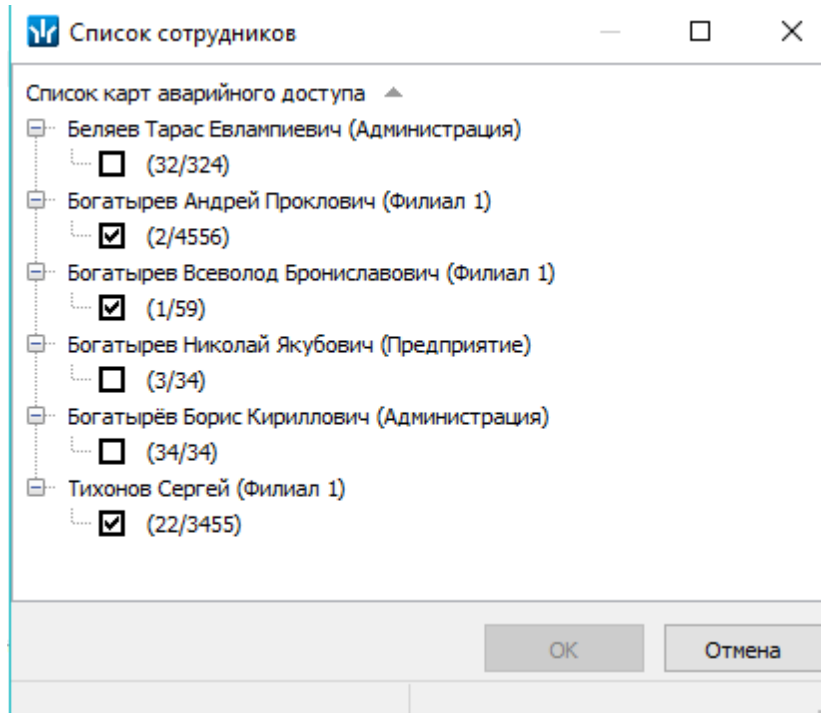 Список сотрудников
Список карт аварийного доступа
Беляев Тарас Евлампиевич (Администрация)
(32/324)
Богатырев Андрей Проклович (Филиал 1)
(2/4556)
Богатырев Всеволод Брониславович (Филиал 1)
(1/59)
Богатырев Николай Якубович (Предприятие)
(3/34)
Богатырёв Борис Кириллович (Администрация)
(34/34)
Тихонов Сергей (Филиал 1)
(22/3455)
ОК Отмена